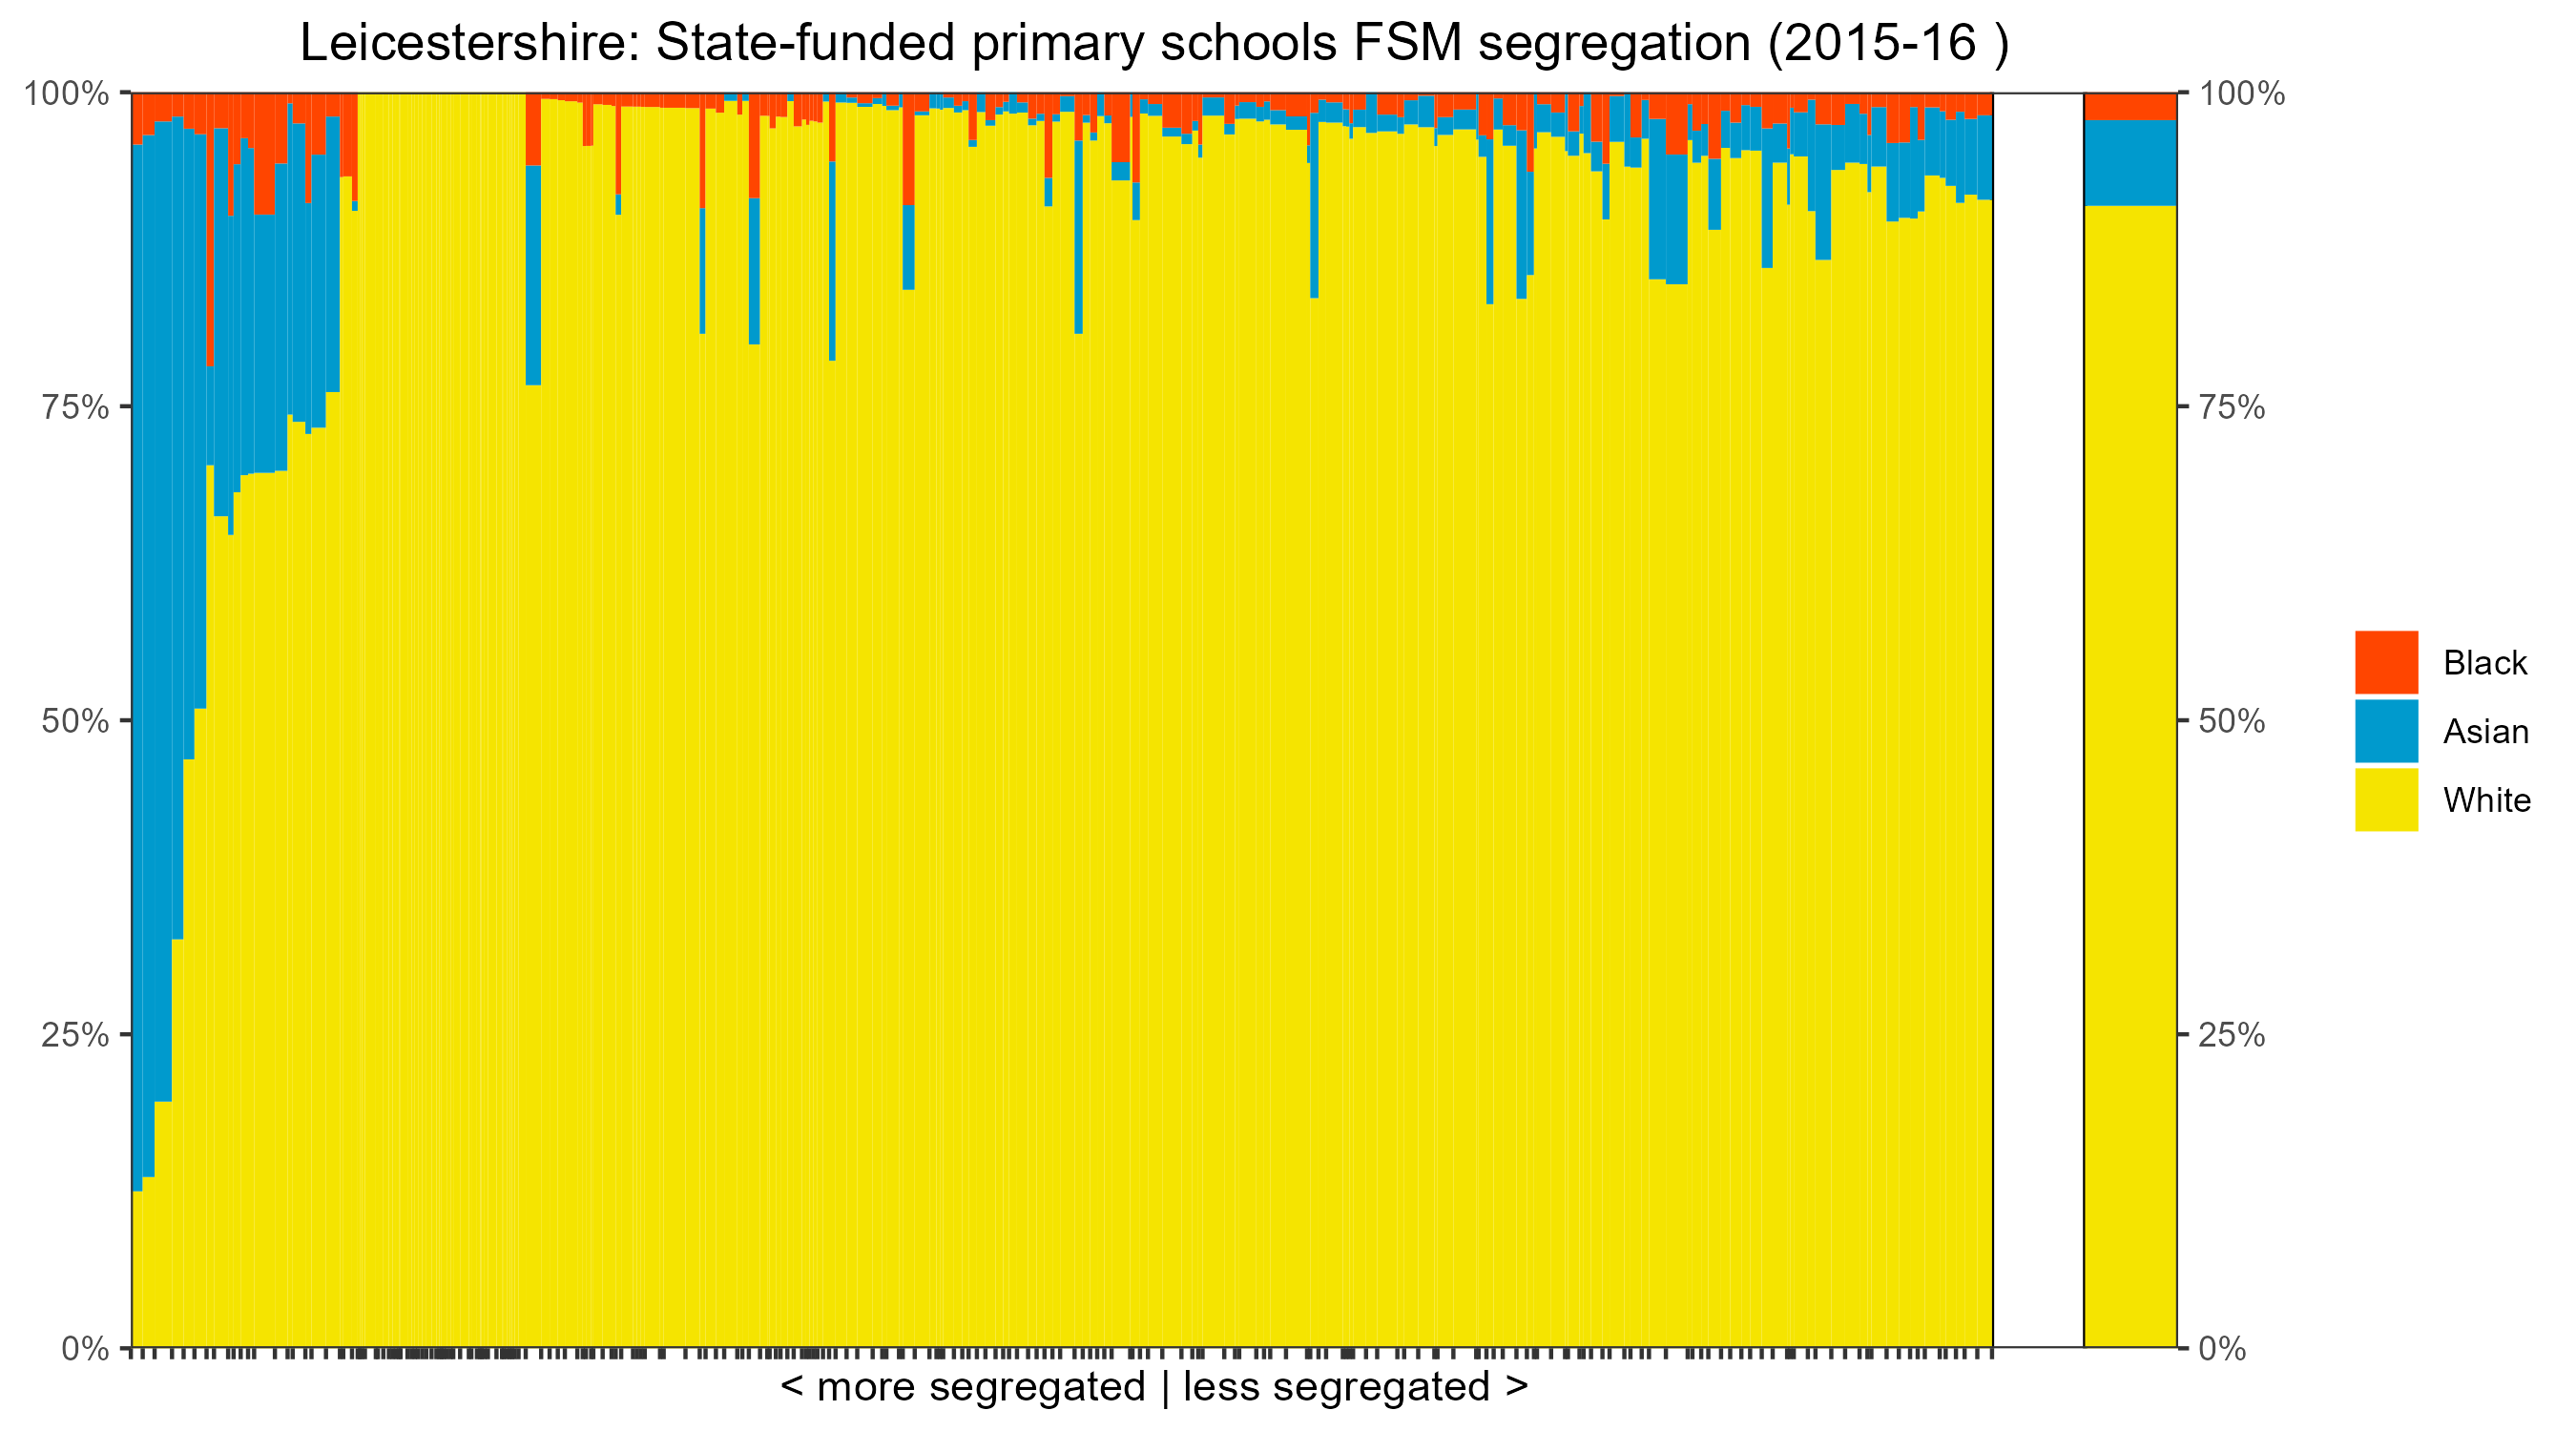 Leicestershire: State-funded primary schools FSM segregation (2015-16 )
100%
75%
50%
25%
0%
100%
75%
50%
25%
0%
Black
Asian
White
< more segregated | less segregated >